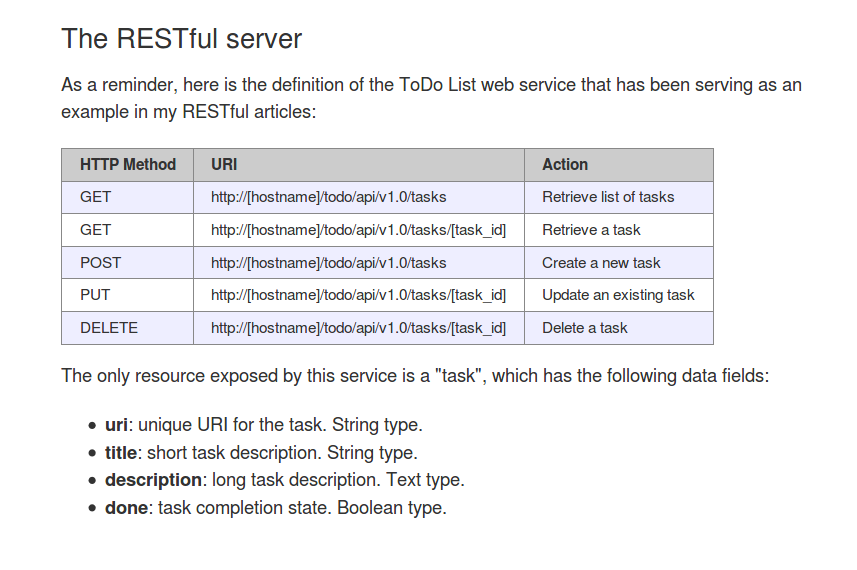 The RESTful server
As a reminder, here is the definition of the ToDo List web service that has been serving as an
example in my RESTful articles:
HTTP Method URI Action
GET http://[hostname]/todo/api/v1.0/tasks Retrieve list of tasks
GET http://[hostname]/todo/api/v1.0/tasks/[task_id] Retrieve a task
POST http://[hostname]/todo/api/v1.0/tasks Create a new task
PUT http://[hostname]/todo/api/v1.0/tasks/[task_id] Update an existing task
DELETE http://[hostname]/todo/api/v1.0/tasks/[task_id] Delete a task
The only resource exposed by this service is a "task", which has the following data fields:
• uri: unique URI for the task. String type.
• title: short task description. String type.
• description: long task description. Text type.
• done: task completion state. Boolean type.